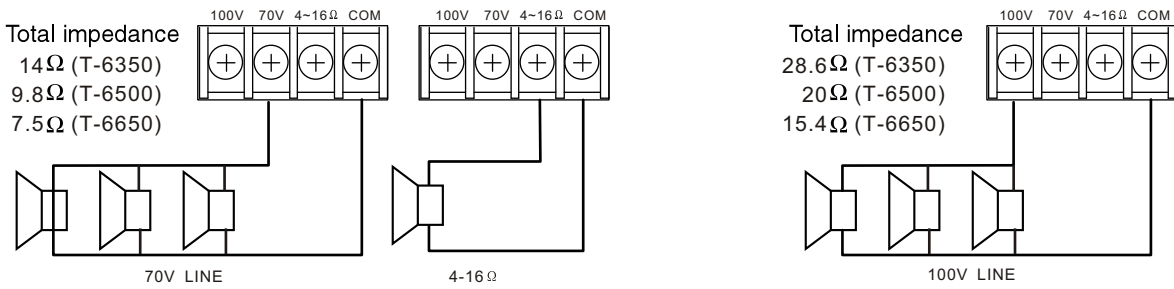 100V 70V 4~16Ω COM
Total impedance
14Ω (T-6350)
9.8Ω (T-6500)
7.5Ω (T-6650)
70V LINE
100V 70V 4~16Ω COM
4-16Ω
100V 70V 4~16Ω COM
Total impedance
28.6Ω (T-6350)
20Ω (T-6500)
15.4Ω (T-6650)
100V LINE